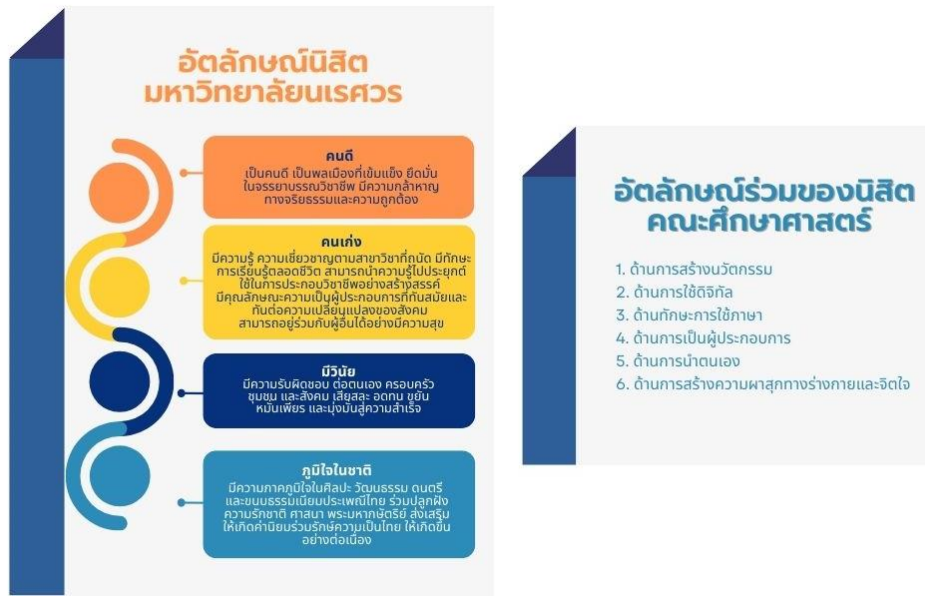 อัตลักษณ์นิสิต
มหาวิทยาลัยนเรศวร
คนดี
เป็นคนดี เป็นพลเมืองที่เข้มแข็ง ยึดมั่น
ในจรรยาบรรณวิชาชีพ มีความกล้าหาญ
ทางจริยธรรมและความถูกต้อง
คนเก่ง
มีความรู้ ความเชี่ยวชาญตามสาขาวิชาที่ถนัด มีทักษะ
การเรียนรู้ตลอดชีวิต สามารถนำความรู้ไปประยุกต์
ใช้ในการประกอบวิชาชีพอย่างสร้างสรรค์
มีคุณลักษณะความเป็นผู้ประกอบการที่ทันสมัยและ
ทันต่อความเปลี่ยนแปลงของสังคม
สามารถอยู่ร่วมกับผู้อื่นได้อย่างมีความสุข
มีวินัย
มีความรับผิดชอบ ต่อตนเอง ครอบครัว
ชุมชน และสังคม เสียสละ อดทน ขยัน
หมั่นเพียร และมุ่งมั่นสู่ความสำเร็จ
ภูมิใจในชาติ
มีความภาคภูมิใจในศิลปะ วัฒนธรรม ดนตรี
และขนบธรรมเนียมประเพณีไทย ร่วมปลูกฝัง
ความรักชาติ ศาสนา พระมหากษัตริย์ ส่งเสริม
ให้เกิดค่านิยมร่วมรักษ์ความเป็นไทย ให้เกิดขึ้น
อย่างต่อเนื่อง
อัตลักษณ์ร่วมของนิสิต
คณะศึกษาศาสตร์
1. ด้านการสร้างนวัตกรรม
2. ด้านการใช้ดิจิทัล
3. ด้านทักษะการใช้ภาษา
4. ด้านการเป็นผู้ประกอบการ
5. ด้านการนำตนเอง
6. ด้านการสร้างความผาสุกทางร่างกายและจิตใจ